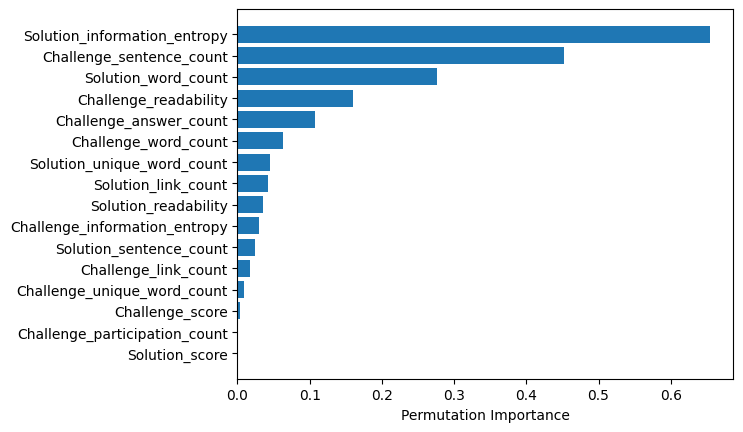 Solution_information_entropy
Challenge_sentence_count
Solution_word_count
Challenge_readability
Challenge_answer_count
Challenge_word_count
Solution_unique_word_count
Solution_link_count
Solution_readability
Challenge_information_entropy
Solution_sentence_count
Challenge_link_count
Challenge_unique_word_count
Challenge_score
Challenge_participation_count
Solution_score
0.0 0.1 0.2 0.3 0.4 0.5 0.6
Permutation Importance